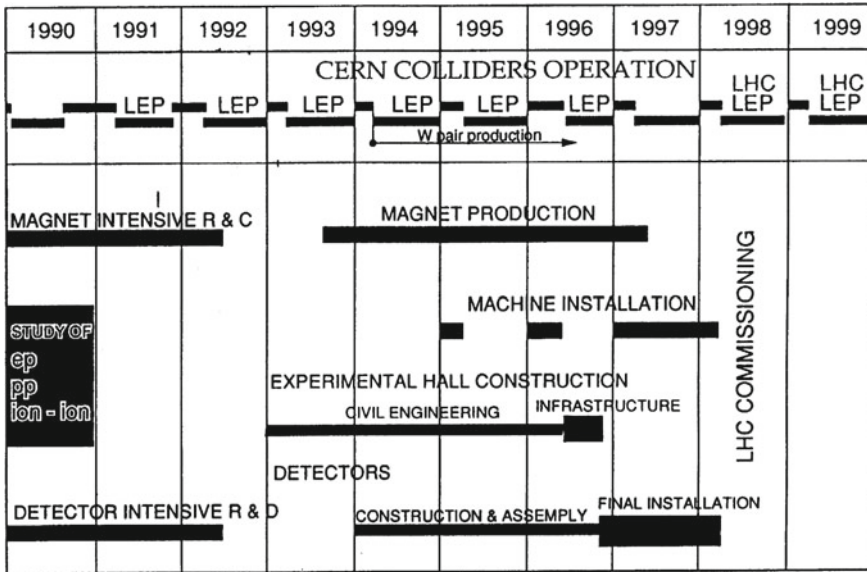 1990 1991 1992 1993 1994 1995 1996 1997 1998 1999
CERN COLLIDERS OPERATION
LHC LHC
LEP LEP LEP LEP LEP LEP LEP LEP
W pair production
I
MAGNET INTENSIVE R & C
MAGNET PRODUCTION
MACHINE INSTALLATION
STUDY OF
ep
pp
ion - ion
EXPERIMENTAL HALL CONSTRUCTION
CIVIL ENGINEERING
INFRASTRUCTURE
DETECTORS
DETECTOR INTENSIVE R & D
CONSTRUCTION & ASSEMPLY
FINAL INSTALLATION
LHC COMMISSIONING